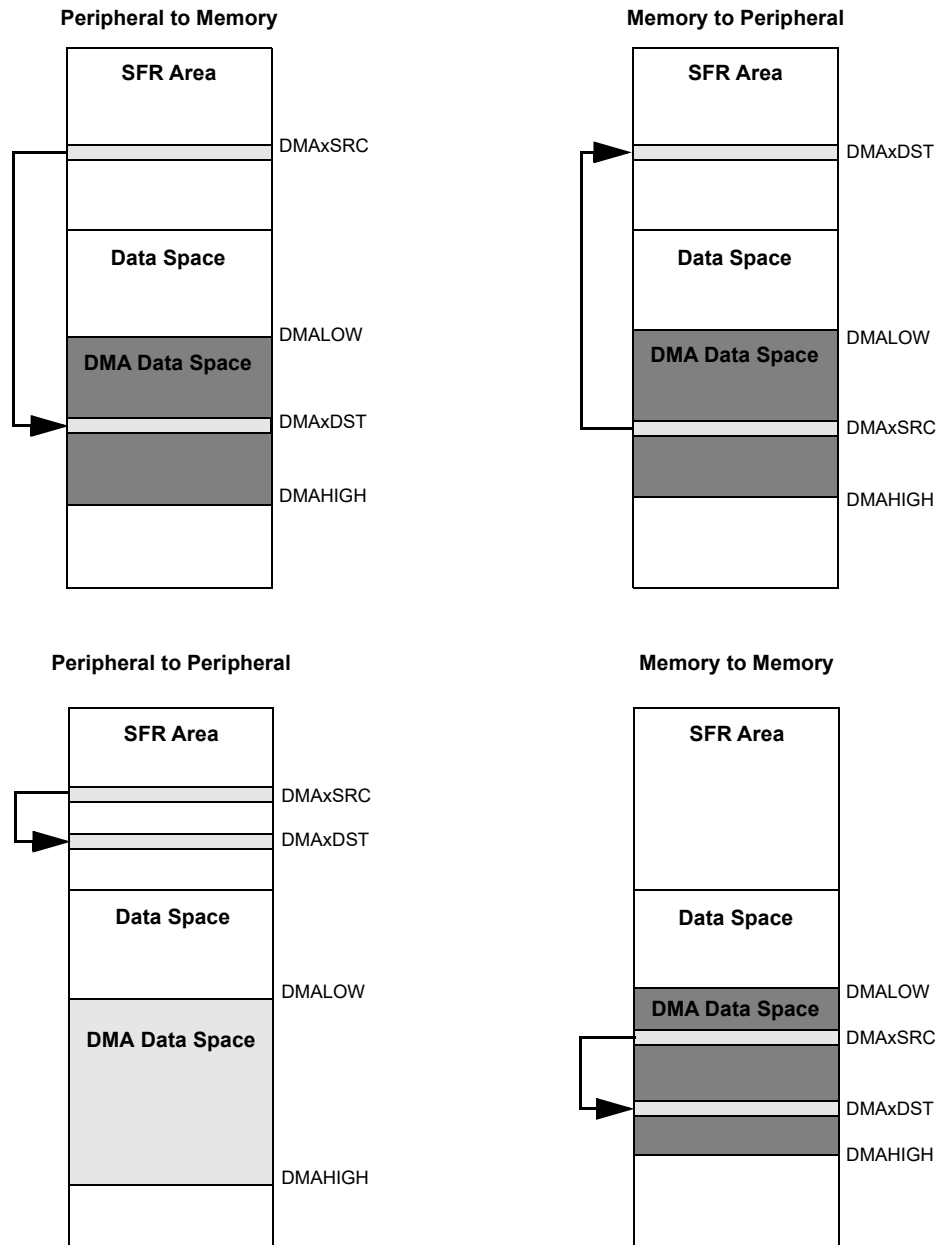 Peripheral to Memory
SFR Area
DMAxSRC
Data Space
DMALOW
DMA Data Space
DMAxDST
DMAHIGH
Memory to Peripheral
SFR Area
DMAxDST
Data Space
DMALOW
DMA Data Space
DMAxSRC
DMAHIGH
Peripheral to Peripheral
SFR Area
DMAxSRC
DMAxDST
Data Space
DMALOW
DMA Data Space
DMAHIGH
Memory to Memory
SFR Area
Data Space
DMALOW
DMA Data Space
DMAxSRC
DMAxDST
DMAHIGH